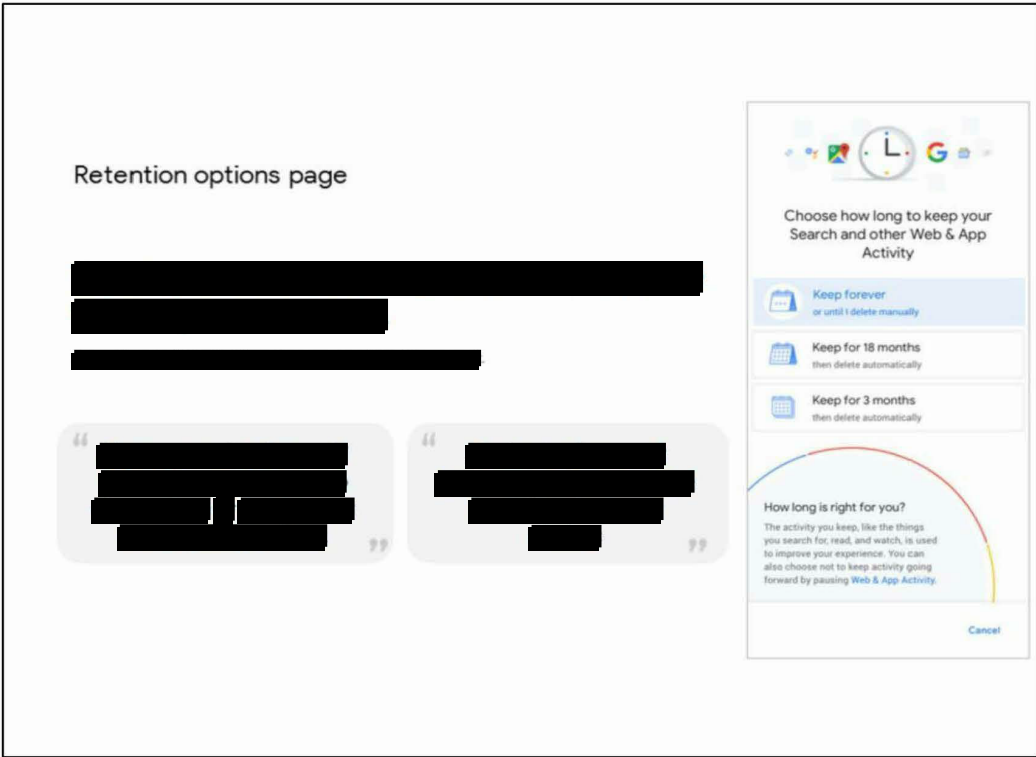 Retention options page
“
”
“
”
Choose how long to keep your
Search and other Web & App
Activity
Keep forever
or until I delete manually
Keep for 18 months
then delete automatically
Keep for 3 months
then delete automatically
How long is right for you?
The activity you keep, like the things
you search for, read, and watch, is used
to improve your experience. You can
also choose not to keep activity going
forward by pausing Web & App Activity.
Cancel